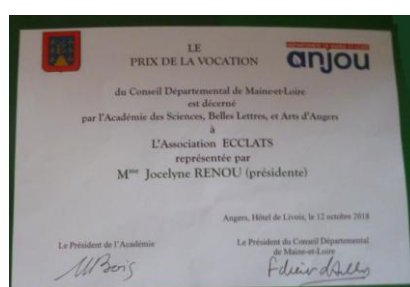 LE
PRIX DE LA VOCATION
anjou
du Conseil Départemental de Maine-et-Loire
est décerné
par l'Académie des Sciences, Belles Lettres, et Arts d'Angers
à
L'Association ECCLATS
représentée par
Mme Jocelyne RENOU (présidente)
Angers, Hôtel de Livois, le 12 octobre 2018
Le Président de l'Académie
Le Président du Conseil Départemental
de Maine-et-Loire